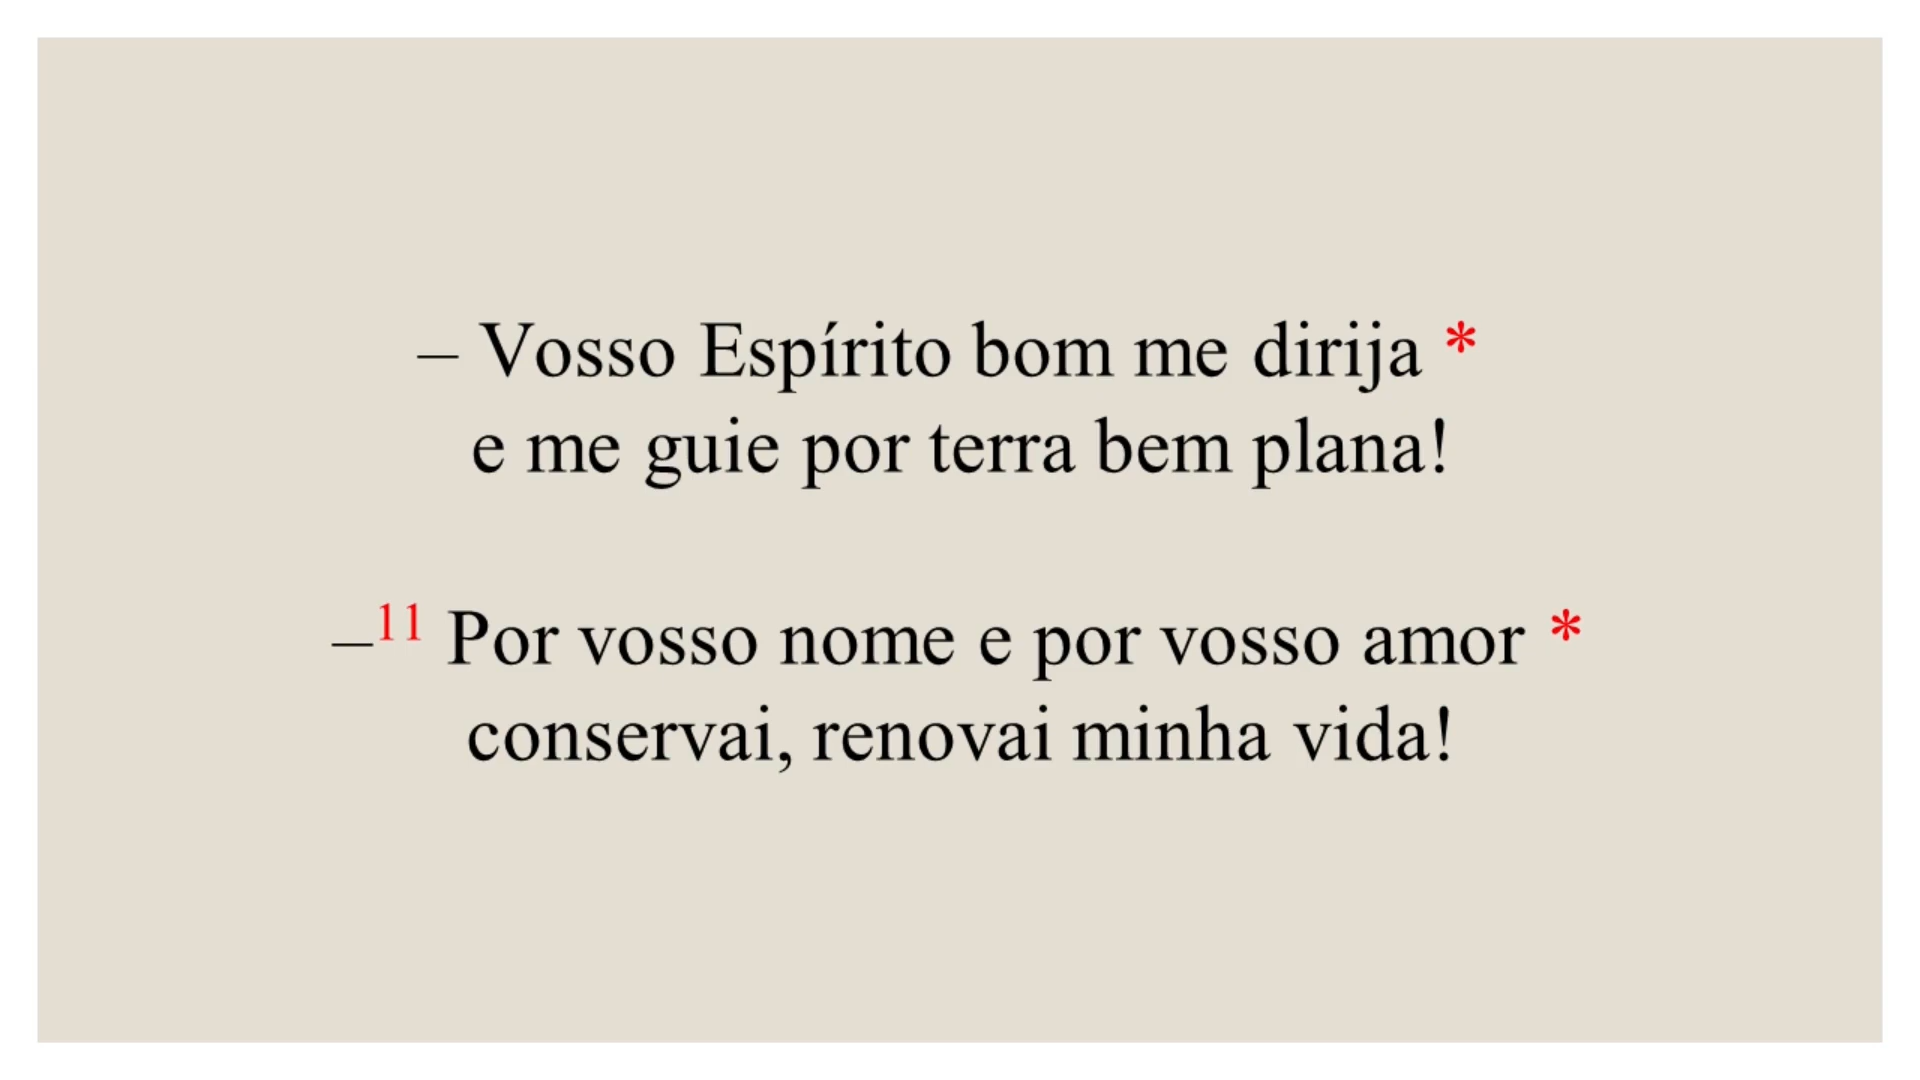 – Vosso Espírito bom me dirija *
e me guie por terra bem plana!
–11 Por vosso nome e por vosso amor *
conservai, renovai minha vida!